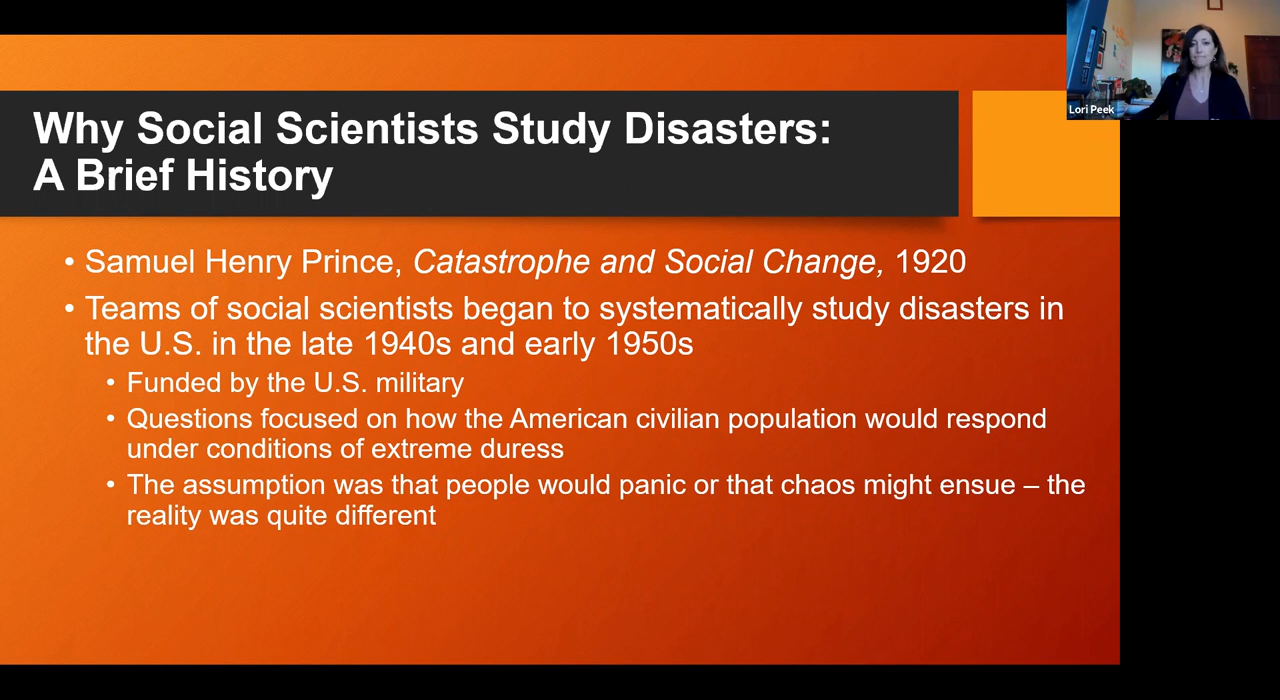 Lori Peek
Why Social Scientists Study Disasters:
A Brief History
• Samuel Henry Prince, Catastrophe and Social Change, 1920
• Teams of social scientists began to systematically study disasters in
the U.S. in the late 1940s and early 1950s
• Funded by the U.S. military
• Questions focused on how the American civilian population would respond
under conditions of extreme duress
• The assumption was that people would panic or that chaos might ensue – the
reality was quite different